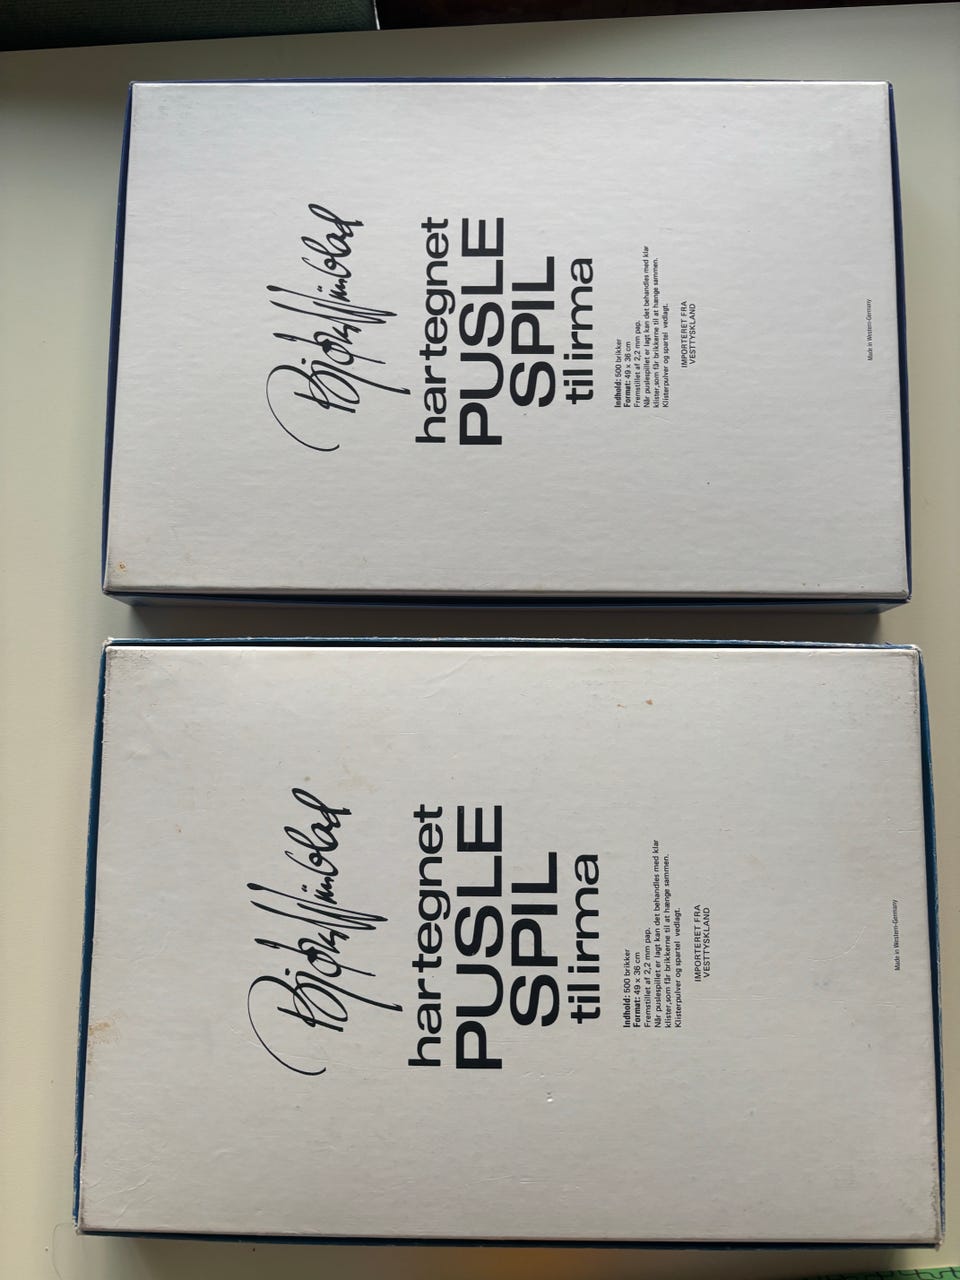 Bjørn Wiinblad
har tegnet
PUSLE
SPIL
til irma
Indhold: 500 brikker
Format: 49 x 36 cm
Fremstillet af 2,2 mm pap.
Når puslespillet er lagt kan det behandles med klar
klister, som får brikkerne til at hænge sammen.
Klisterpulver og spartel vedlagt.
IMPORTERET FRA
VESTTYSKLAND
Made in Western-Germany
Bjørn Wiinblad
har tegnet
PUSLE
SPIL
til irma
Indhold: 500 brikker
Format: 49 x 36 cm
Fremstillet af 2,2 mm pap.
Når puslespillet er lagt kan det behandles med klar
klister, som får brikkerne til at hænge sammen.
Klisterpulver og spartel vedlagt.
IMPORTERET FRA
VESTTYSKLAND
Made in Western-Germany